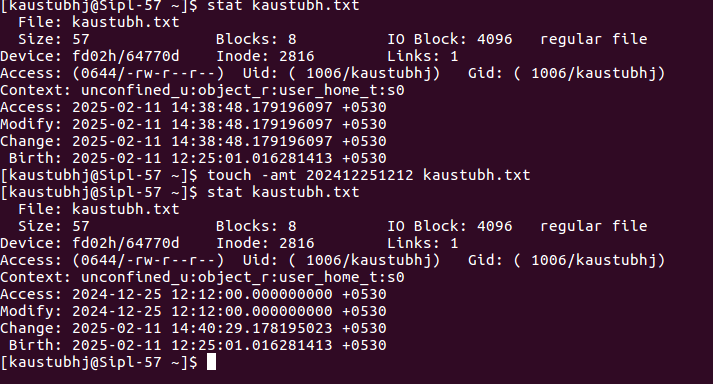 [kaustubhj@Sipl-57 ~]$ stat kaustubh.txt
  File: kaustubh.txt
  Size: 57              Blocks: 8          IO Block: 4096   regular file
Device: fd02h/64770d    Inode: 2816        Links: 1
Access: (0644/-rw-r--r--)  Uid: ( 1006/kaustubhj)   Gid: ( 1006/kaustubhj)
Context: unconfined_u:object_r:user_home_t:s0
Access: 2025-02-11 14:38:48.179196097 +0530
Modify: 2025-02-11 14:38:48.179196097 +0530
Change: 2025-02-11 14:38:48.179196097 +0530
 Birth: 2025-02-11 12:25:01.016281413 +0530
[kaustubhj@Sipl-57 ~]$ touch -amt 202412251212 kaustubh.txt
[kaustubhj@Sipl-57 ~]$ stat kaustubh.txt
  File: kaustubh.txt
  Size: 57              Blocks: 8          IO Block: 4096   regular file
Device: fd02h/64770d    Inode: 2816        Links: 1
Access: (0644/-rw-r--r--)  Uid: ( 1006/kaustubhj)   Gid: ( 1006/kaustubhj)
Context: unconfined_u:object_r:user_home_t:s0
Access: 2024-12-25 12:12:00.000000000 +0530
Modify: 2024-12-25 12:12:00.000000000 +0530
Change: 2025-02-11 14:40:29.178195023 +0530
 Birth: 2025-02-11 12:25:01.016281413 +0530
[kaustubhj@Sipl-57 ~]$